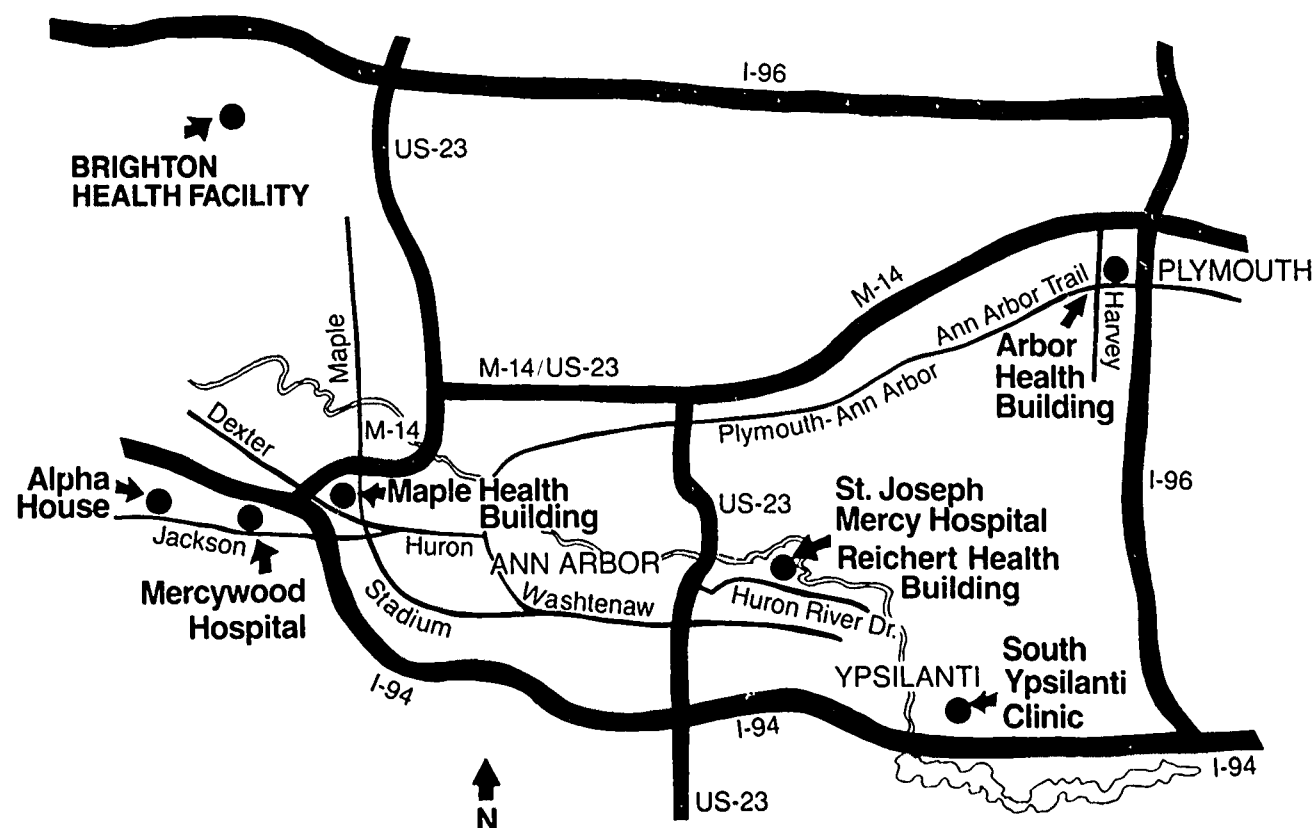 I-96
US-23
BRIGHTON
HEALTH FACILITY
M-14
PLYMOUTH
Ann Arbor Trail
Harvey
Maple
Arbor
Health
Building
M-14/US-23
Plymouth-Ann Arbor
Dexter
M-14
Alpha
House
Maple Health
Building
I-96
US-23
St. Joseph
Mercy Hospital
Reichert Health
Building
Jackson
Huron
ANN ARBOR
Mercywood
Hospital
Stadium
Washtenaw
Huron River Dr.
YPSILANTI
South
Ypsilanti
Clinic
I-94
I-94
I-94
US-23
N